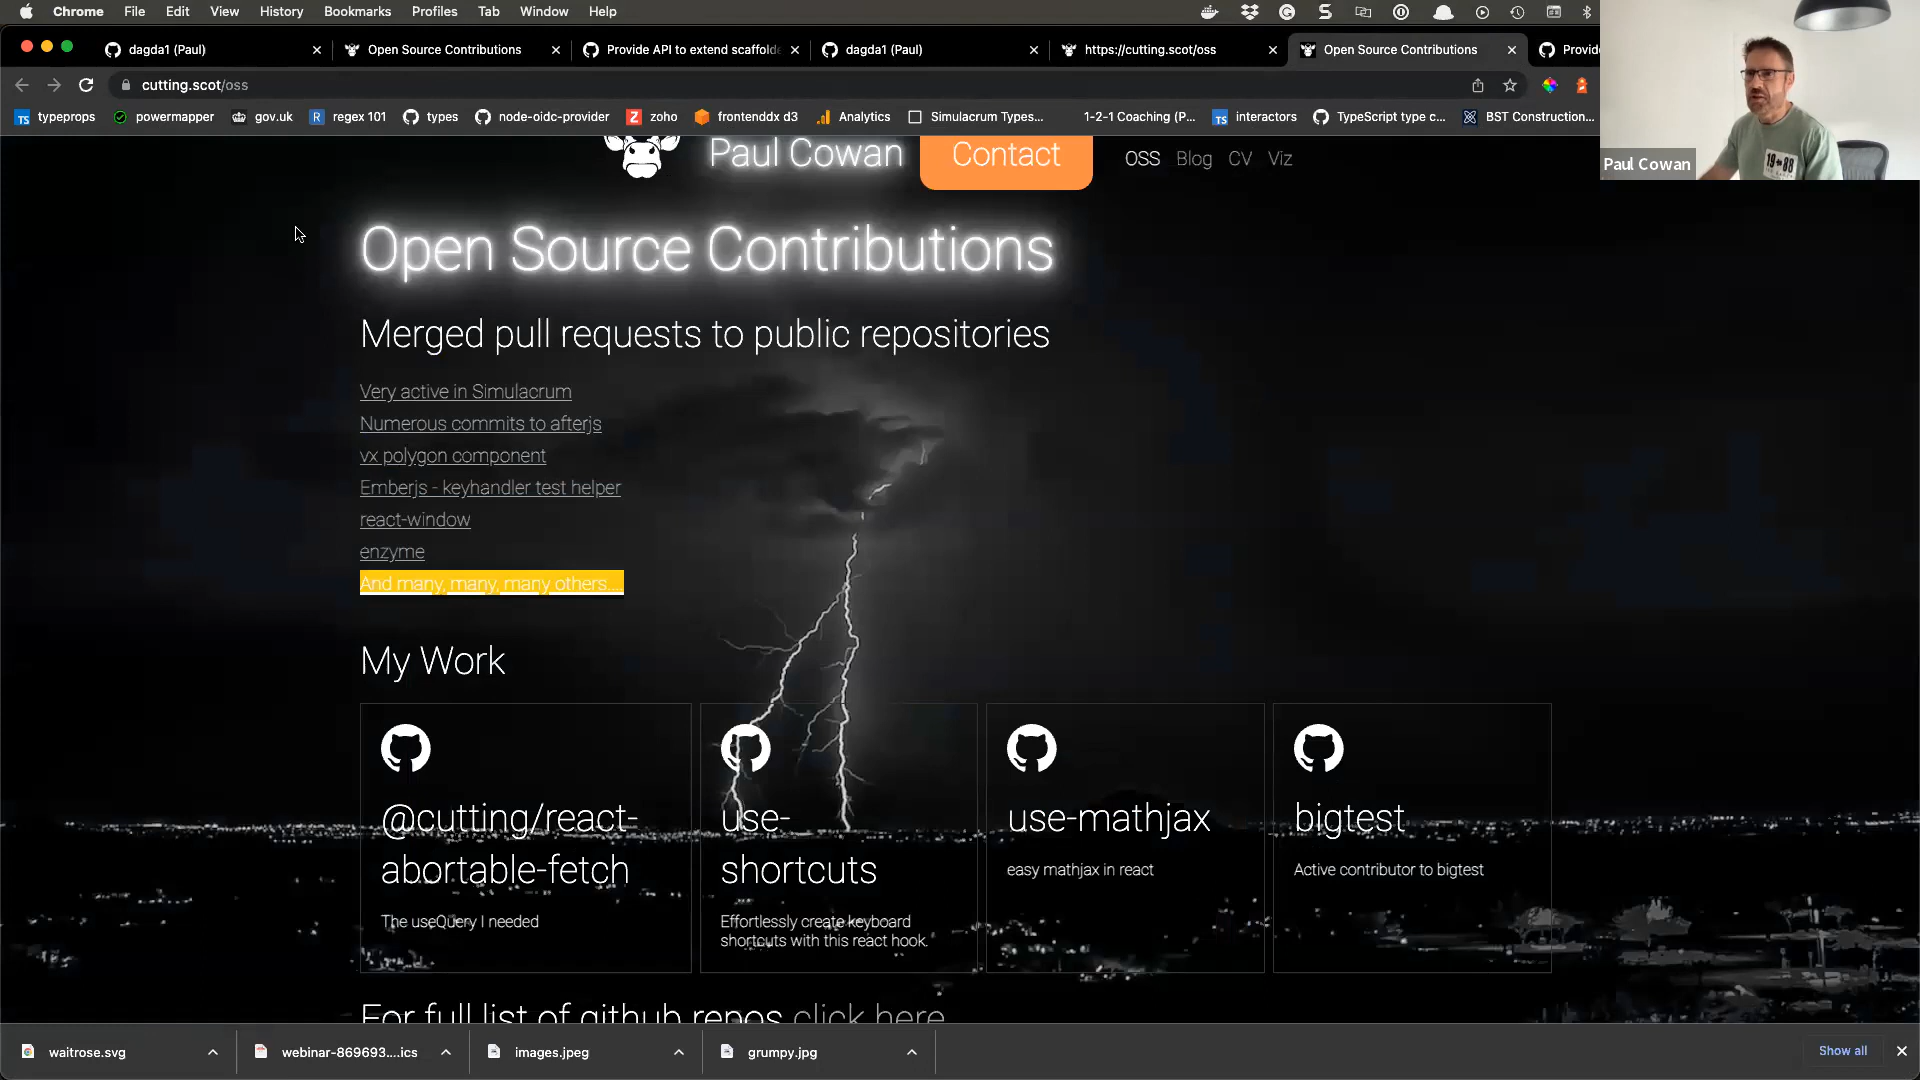 Chrome File Edit View History Bookmarks Profiles Tab Window Help
dagda1 (Paul) Open Source Contributions Provide API to extend scaffolde dagda1 (Paul) https://cutting.scot/oss Open Source Contributions Provid
cutting.scot/oss
typeprops powermapper gov.uk regex 101 types node-oidc-provider zoho frontenddx d3 Analytics Simulacrum Types... 1-2-1 Coaching (P... interactors TypeScript type c... BST Construction...
Paul Cowan Contact OSS Blog CV Viz
19 88
Paul Cowan
Open Source Contributions
Merged pull requests to public repositories
Very active in Simulacrum
Numerous commits to afterjs
vx polygon component
Emberjs - keyhandler test helper
react-window
enzyme
And many, many, many others...
My Work
@cutting/react-
abortable-fetch
The useQuery I needed
use-
shortcuts
Effortlessly create keyboard
shortcuts with this react hook.
use-mathjax
easy mathjax in react
bigtest
Active contributor to bigtest
For full list of github repos click here
waitrose.svg webinar-869693....ics images.jpeg grumpy.jpg Show all